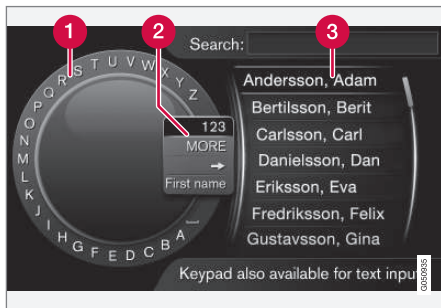 1
2
3
Search:
A B C D E F G H I J K L M N O P Q R S T U V W X Y Z
123
MORE
→
First name
Andersson, Adam
Bertilsson, Berit
Carlsson, Carl
Danielsson, Dan
Eriksson, Eva
Fredriksson, Felix
Gustavsson, Gina
Keypad also available for text input
G050935